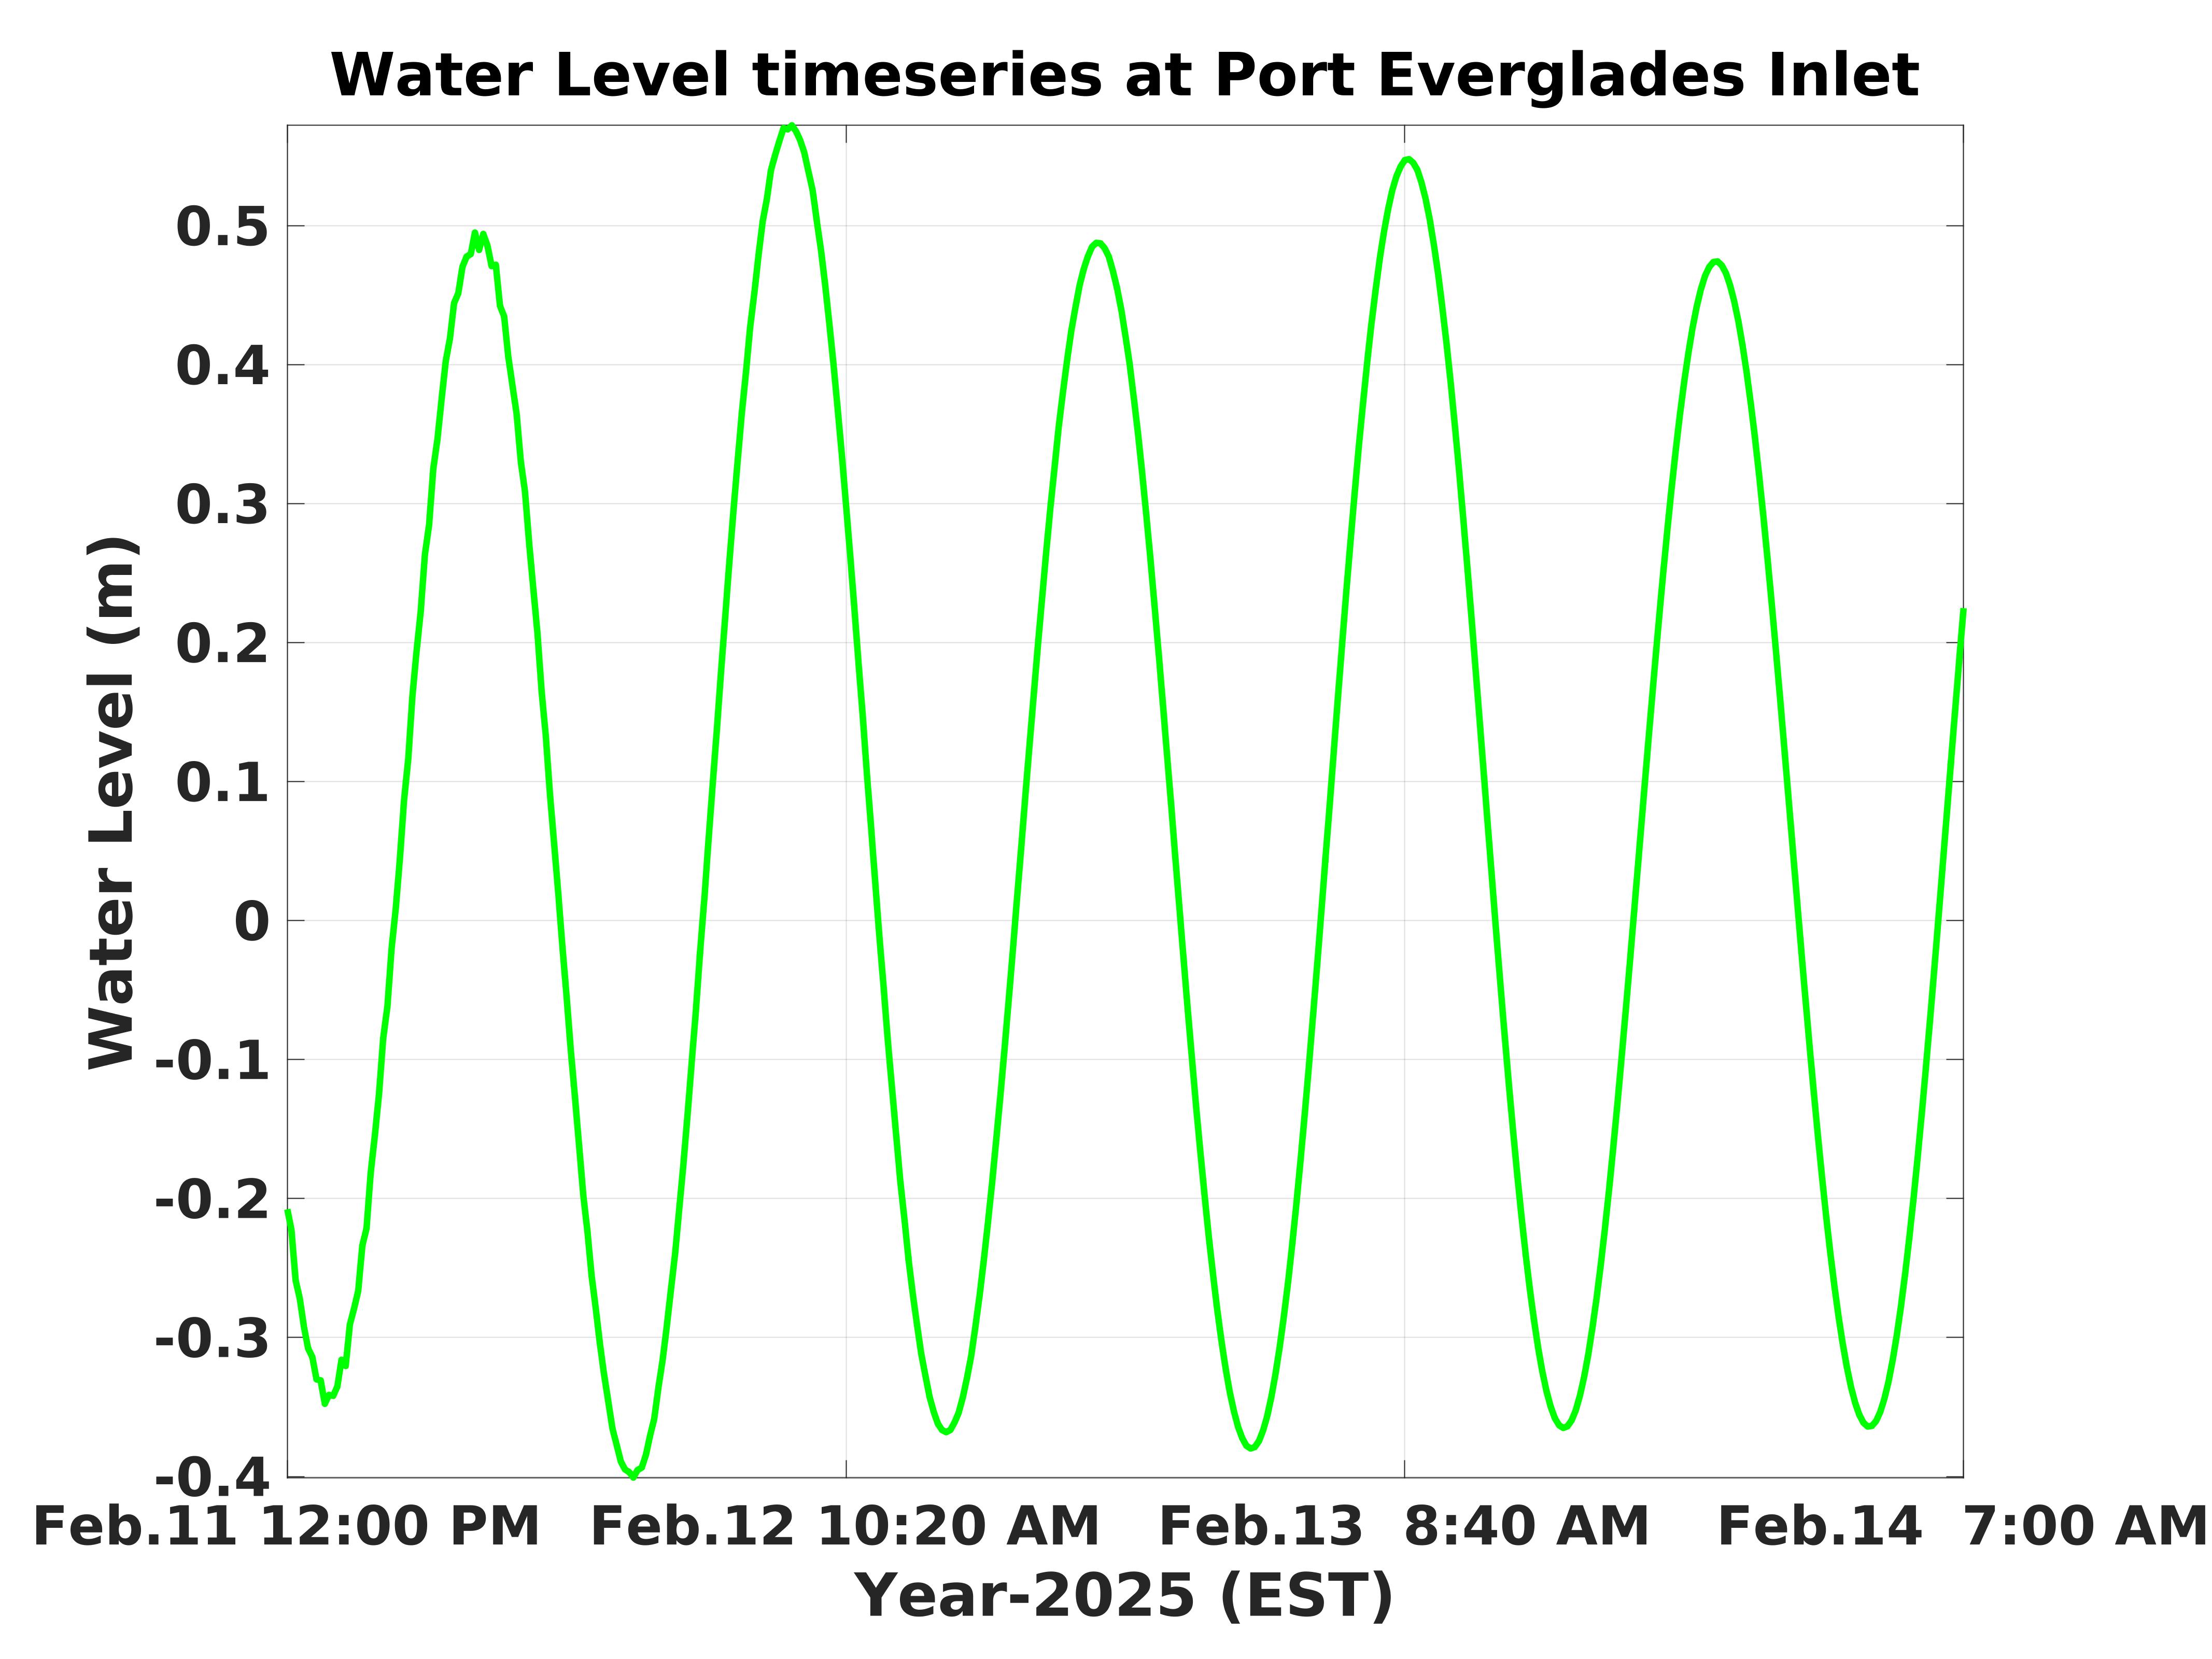 Water Level timeseries at Port Everglades Inlet
Water Level (m)
0.5
0.4
0.3
0.2
0.1
0
-0.1
-0.2
-0.3
-0.4
Feb.11 12:00 PM Feb.12 10:20 AM Feb.13 8:40 AM Feb.14 7:00 AM
Year-2025 (EST)